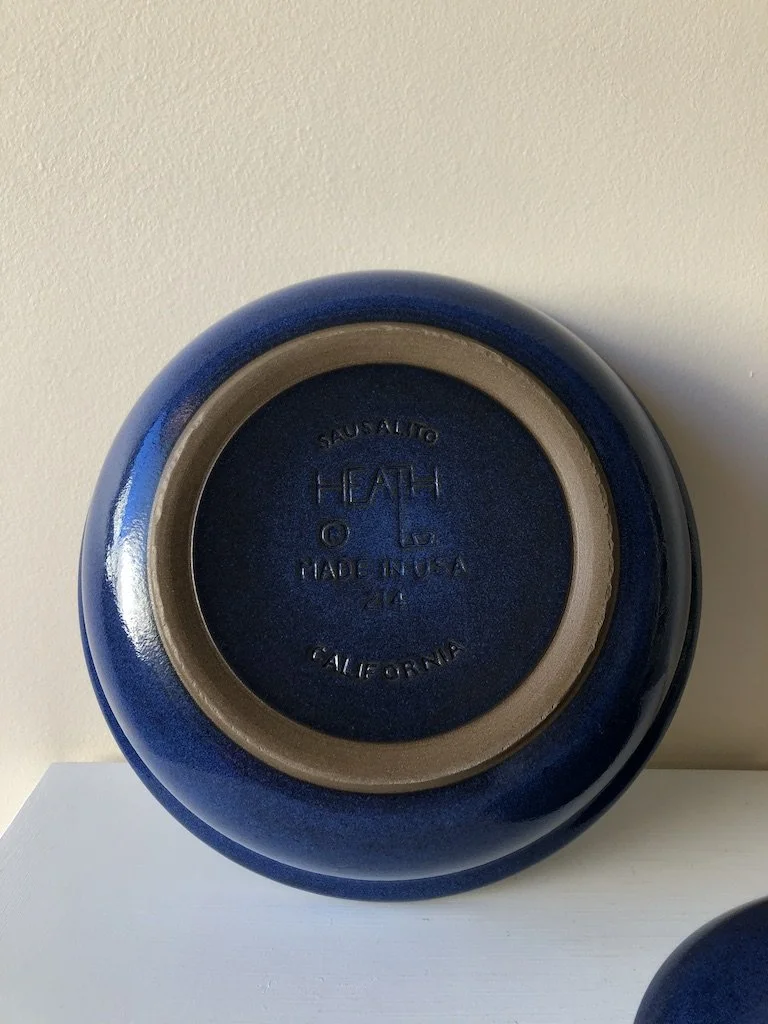 SAUSALITO
HEATH
MADE IN USA
214
CALIFORNIA